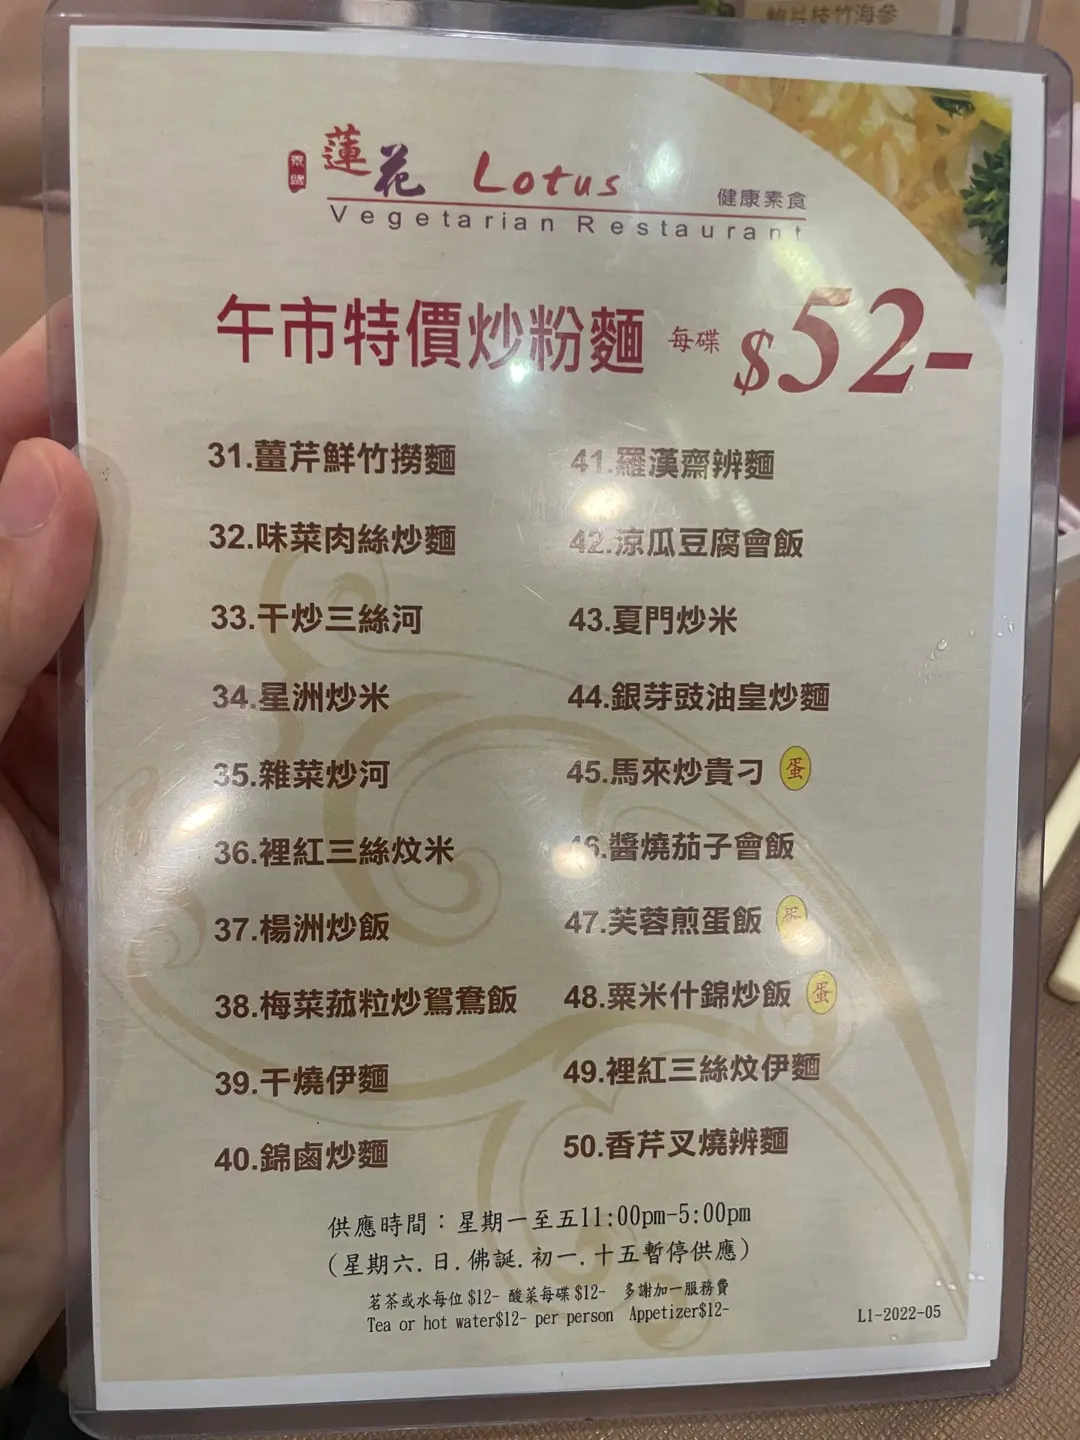 鮑片枝竹海參
蓮花 Lotus
健康素食
Vegetarian Restaurant
午市特價炒粉麵 每碟 $52-
31.薑芹鮮竹撈麵
32.味菜肉絲炒麵
33.干炒三絲河
34.星洲炒米
35.雜菜炒河
36.裡紅三絲炆米
37.楊洲炒飯
38.梅菜菰粒炒鴛鴦飯
39.干燒伊麵
40.錦鹵炒麵
41.羅漢齋辨麵
42.涼瓜豆腐會飯
43.夏門炒米
44.銀芽豉油皇炒麵
45.馬來炒貴刁 蛋
46.醬燒茄子會飯
47.芙蓉煎蛋飯 蛋
48.粟米什錦炒飯 蛋
49.裡紅三絲炆伊麵
50.香芹叉燒辨麵
供應時間：星期一至五11:00pm-5:00pm
(星期六.日.佛誕.初一.十五暫停供應)
茗茶或水每位$12- 酸菜每碟$12- 多謝加一服務費
Tea or hot water$12- per person Appetizer$12-
L1-2022-05